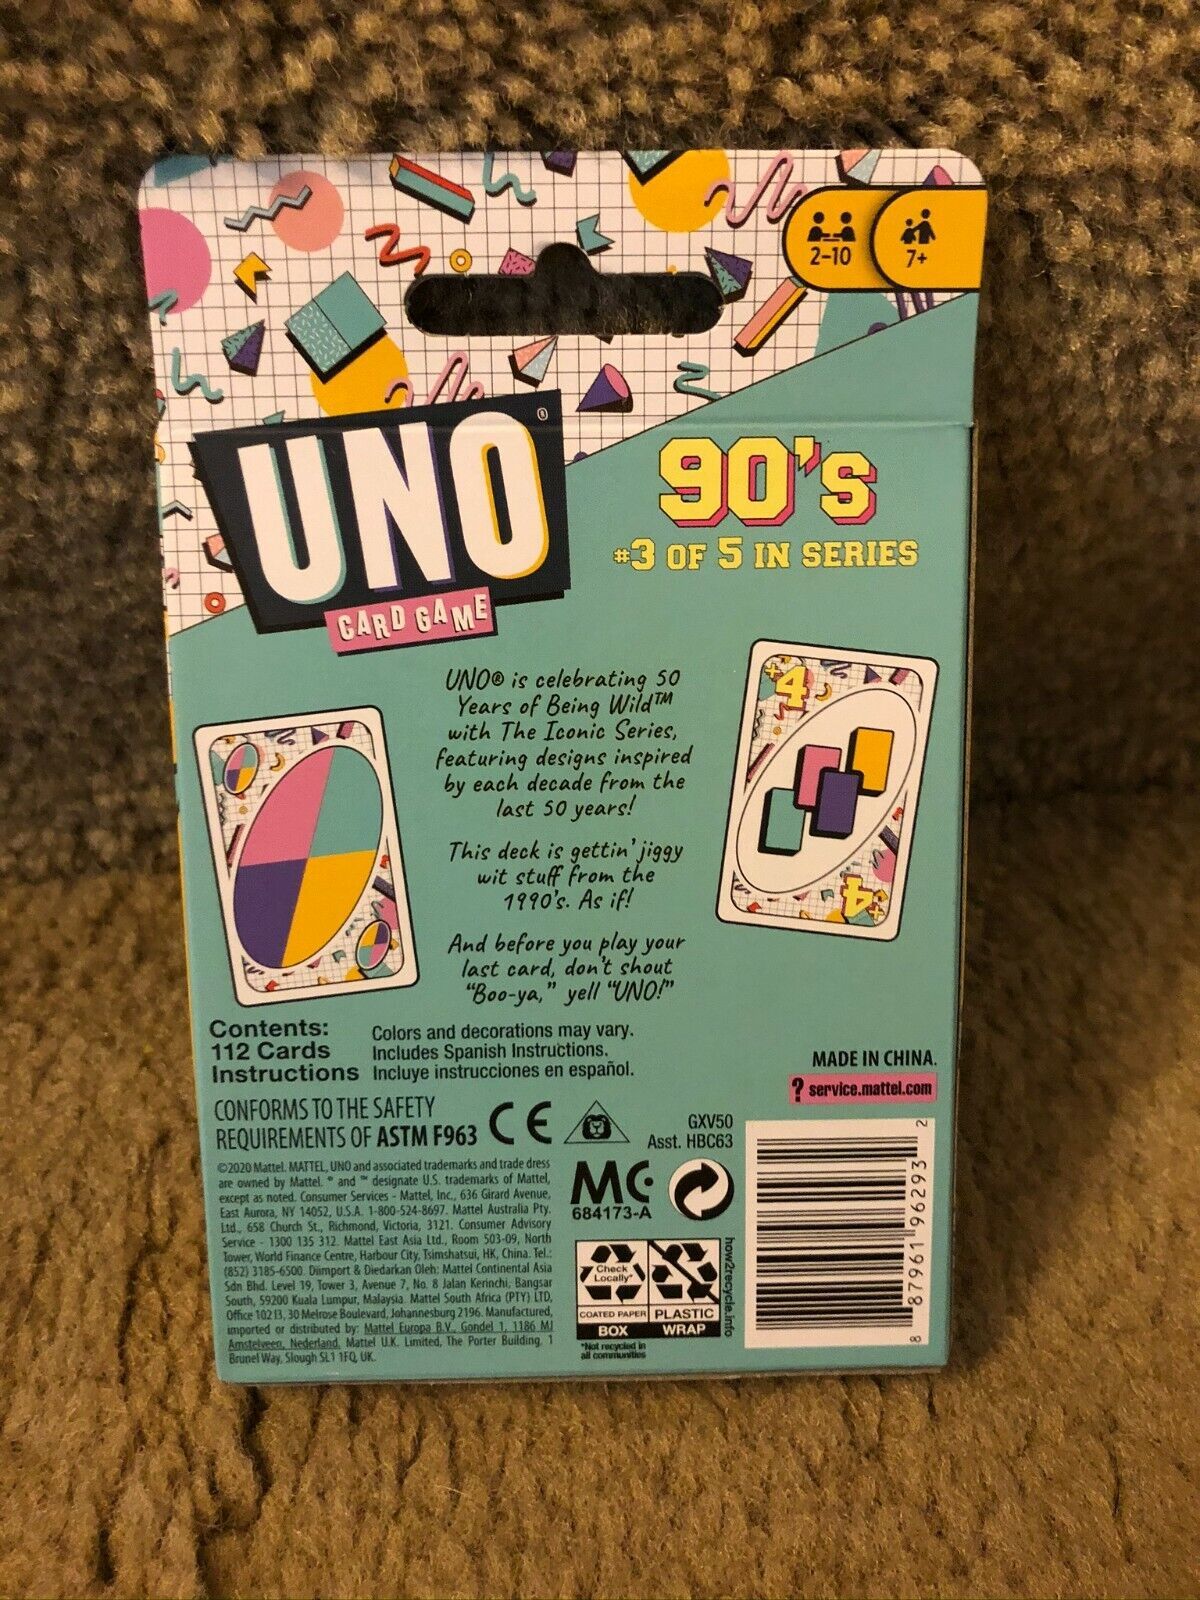 2-10
7+
UNO®
CARD GAME
90's
#3 OF 5 IN SERIES
UNO® is celebrating 50
Years of Being Wild™
with The Iconic Series,
featuring designs inspired
by each decade from the
last 50 years!
This deck is gettin' jiggy
wit stuff from the
1990's. As if!
And before you play your
last card, don't shout
"Boo-ya," yell "UNO!"
+4
+4
Contents:
112 Cards
Instructions
Colors and decorations may vary.
Includes Spanish Instructions.
Incluye instrucciones en español.
MADE IN CHINA.
? service.mattel.com
CONFORMS TO THE SAFETY
REQUIREMENTS OF ASTM F963
CE
GXV50
Asst. HBC63
©2020 Mattel. MATTEL, UNO and associated trademarks and trade dress
are owned by Mattel. ® and ™ designate U.S. trademarks of Mattel,
except as noted. Consumer Services - Mattel, Inc., 636 Girard Avenue,
East Aurora, NY 14052, U.S.A. 1-800-524-8697. Mattel Australia Pty.
Ltd., 658 Church St., Richmond, Victoria, 3121. Consumer Advisory
Service - 1300 135 312. Mattel East Asia Ltd., Room 503-09, North
Tower, World Finance Centre, Harbour City, Tsimshatsui, HK, China. Tel.:
(852) 3185-6500. Diimport & Diedarkan Oleh: Mattel Continental Asia
Sdn Bhd. Level 19, Tower 3, Avenue 7, No. 8 Jalan Kerinchi, Bangsar
South, 59200 Kuala Lumpur, Malaysia. Mattel South Africa (PTY) LTD,
Office 102 I3, 30 Melrose Boulevard, Johannesburg 2196. Manufactured,
imported or distributed by: Mattel Europa B.V., Gondel 1, 1186 MJ
Amstelveen, Nederland. Mattel U.K. Limited, The Porter Building, 1
Brunel Way, Slough SL1 1FQ, UK.
MC
684173-A
Check
Locally*
COATED PAPER
BOX
PLASTIC
WRAP
*Not recycled in
all communities
how2recycle.info
8 87961 96293 2